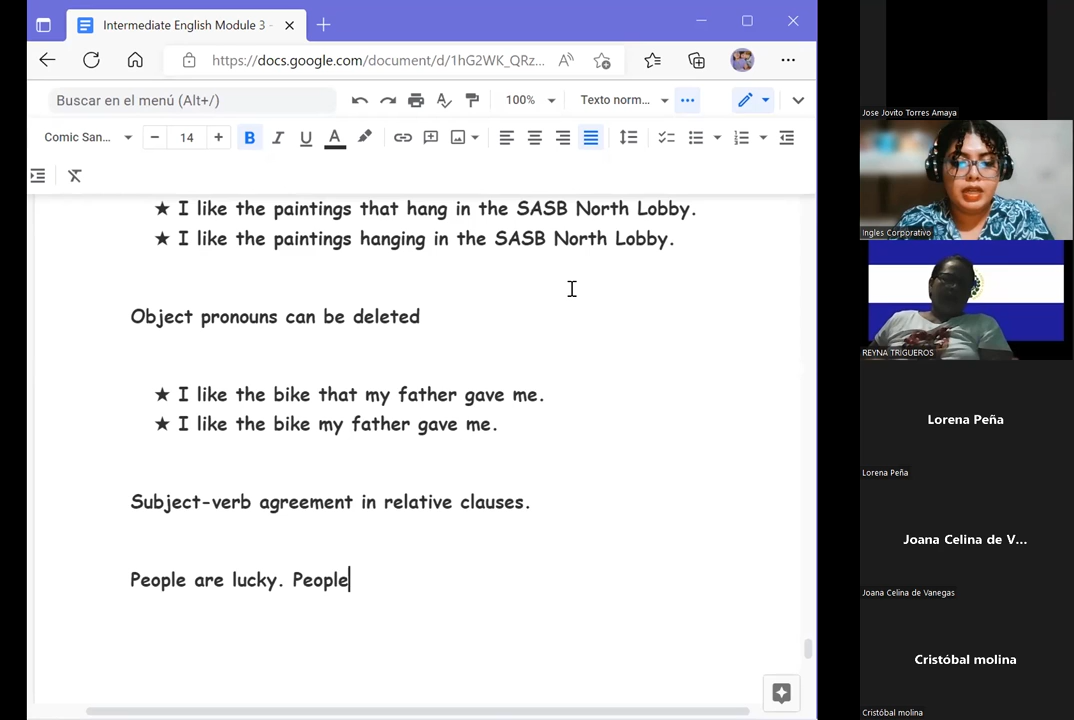 Intermediate English Module 3 -
https://docs.google.com/document/d/1hG2WK_QRz...
Buscar en el menú (Alt+/)
100%
Texto norm...
Comic San...
14
★ I like the paintings that hang in the SASB North Lobby.
★ I like the paintings hanging in the SASB North Lobby.
Object pronouns can be deleted
★ I like the bike that my father gave me.
★ I like the bike my father gave me.
Subject-verb agreement in relative clauses.
People are lucky. People
Jose Jovito Torres Amaya
Ingles Corporativo
REYNA TRIGUEROS
Lorena Peña
Lorena Peña
Joana Celina de V...
Joana Celina de Vanegas
Cristóbal molina
Cristóbal molina